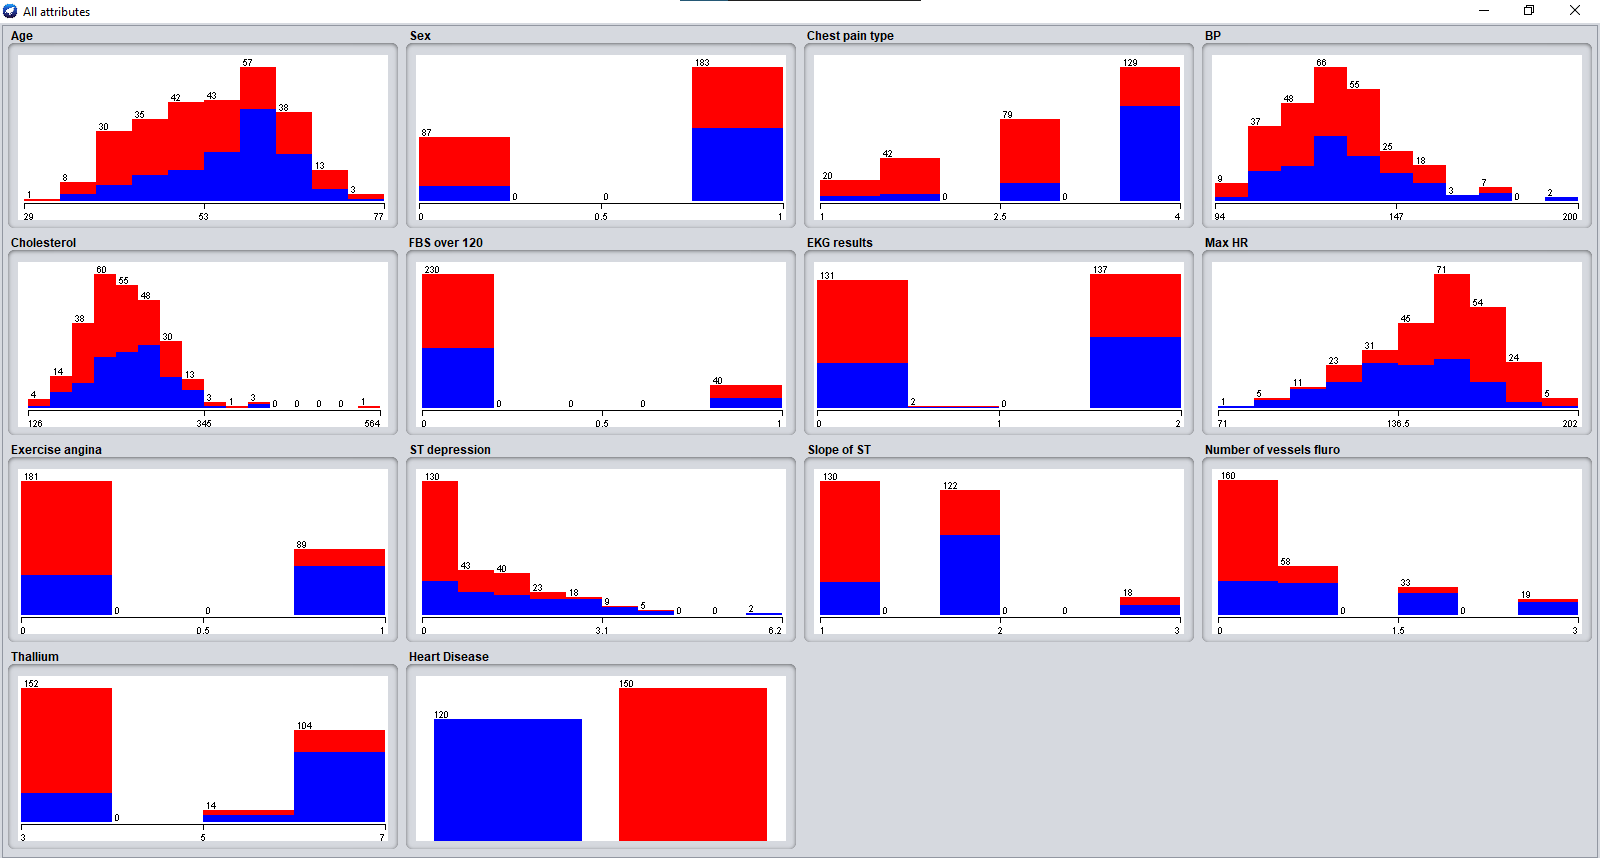 All attributes
Age
Sex
Chest pain type
BP
1 8 30 35 42 43 57 38 13 3
29 53 77
87 0 0 183
0 0.5 1
20 42 0 79 0 129
1 2.5 4
9 37 48 66 55 25 18 3 7 0 2
94 147 200
Cholesterol
FBS over 120
EKG results
Max HR
4 14 38 60 55 48 30 13 3 1 3 0 0 0 0 1
126 345 564
230 0 0 0 40
0 0.5 1
131 2 0 137
0 1 2
1 5 11 23 31 45 71 54 24 5
71 136.5 202
Exercise angina
ST depression
Slope of ST
Number of vessels fluro
181 0 0 89
0 0.5 1
130 43 40 23 18 9 5 0 0 2
0 3.1 6.2
130 0 122 0 0 18
1 2 3
160 58 0 33 0 19
0 1.5 3
Thallium
Heart Disease
152 0 14 104
3 5 7
120 150